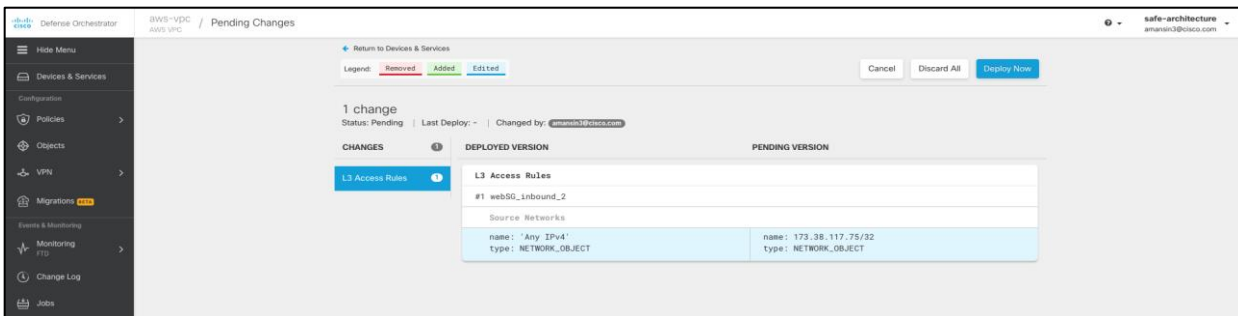 cisco Defense Orchestrator
aws-vpc / Pending Changes
AWS VPC
safe-architecture
amansin3@cisco.com
Hide Menu
Devices & Services
Configuration
Policies
Objects
VPN
Migrations BETA
Events & Monitoring
Monitoring
FTD
Change Log
Jobs
Return to Devices & Services
Legend: Removed Added Edited
Cancel Discard All Deploy Now
1 change
Status: Pending | Last Deploy: - | Changed by: amansin3@cisco.com
CHANGES 1 DEPLOYED VERSION PENDING VERSION
L3 Access Rules 1
L3 Access Rules
#1 webSG_inbound_2
Source Networks
name: 'Any IPv4' name: 173.38.117.75/32
type: NETWORK_OBJECT type: NETWORK_OBJECT